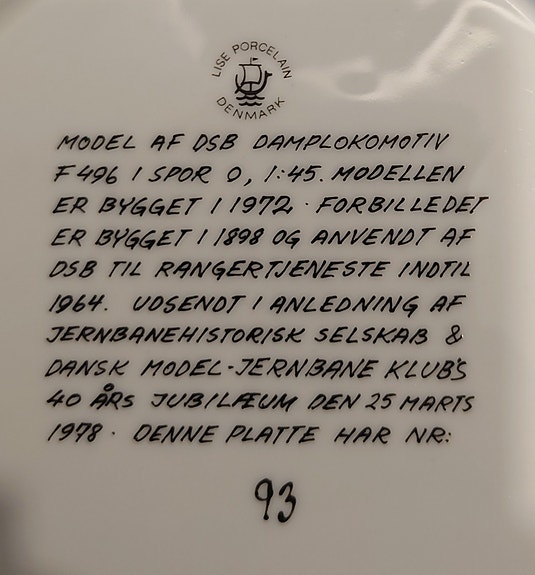 LISE PORCELAIN
DENMARK
MODEL AF DSB DAMPLOKOMOTIV
F 496 I SPOR 0, 1:45. MODELLEN
ER BYGGET I 1972 · FORBILLEDET
ER BYGGET I 1898 OG ANVENDT AF
DSB TIL RANGERTJENESTE INDTIL
1964. UDSENDT I ANLEDNING AF
JERNBANEHISTORISK SELSKAB &
DANSK MODEL-JERNBANE KLUB'S
40 ÅRS JUBILÆUM DEN 25 MARTS
1978 · DENNE PLATTE HAR NR:
93